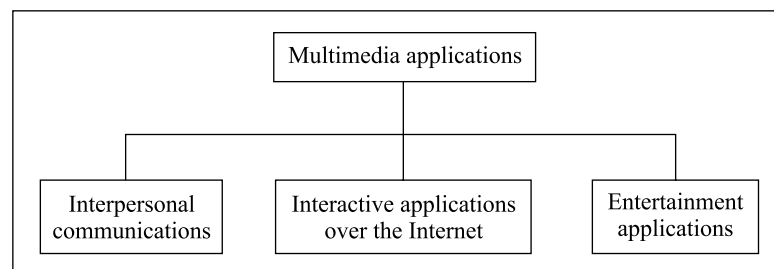 Multimedia applications
Interpersonal
communications
Interactive applications
over the Internet
Entertainment
applications